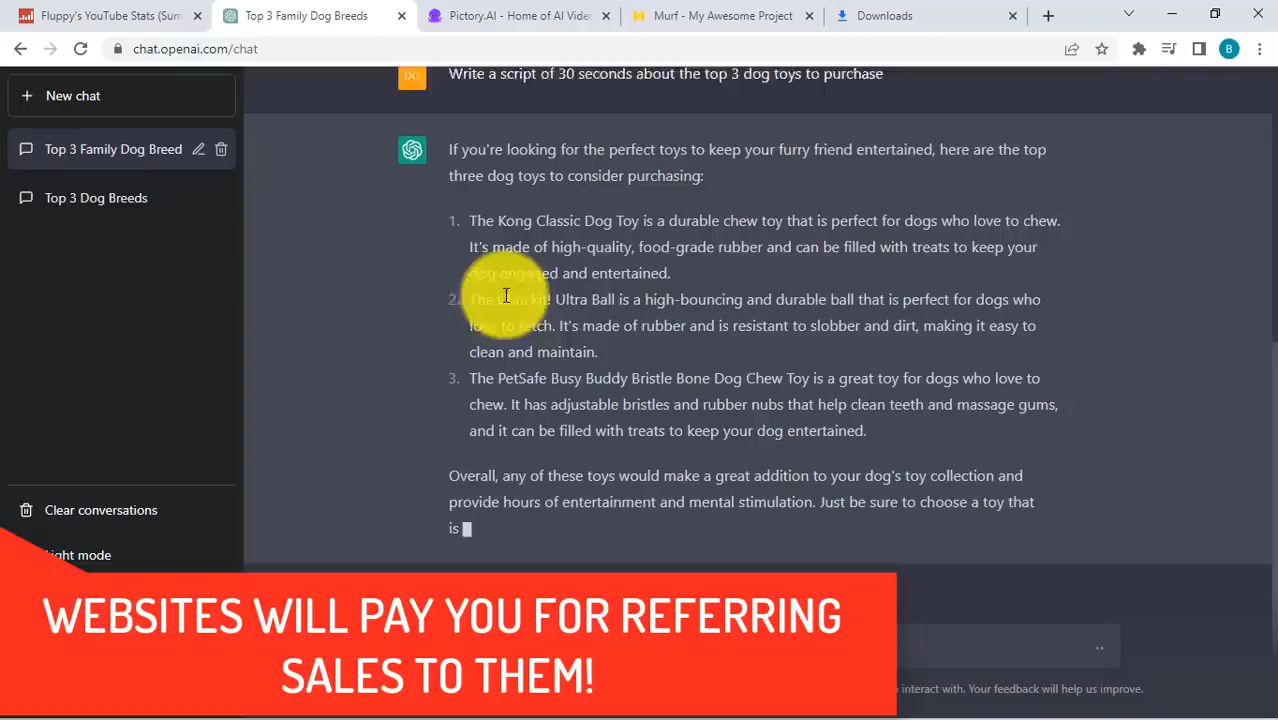 Fluppy's YouTube Stats (Sum
Top 3 Family Dog Breeds
Pictory.AI - Home of AI Video
Murf - My Awesome Project
Downloads
chat.openai.com/chat
B
New chat
Top 3 Family Dog Breed
Top 3 Dog Breeds
Clear conversations
Light mode
DO
Write a script of 30 seconds about the top 3 dog toys to purchase
If you're looking for the perfect toys to keep your furry friend entertained, here are the top
three dog toys to consider purchasing:
1. The Kong Classic Dog Toy is a durable chew toy that is perfect for dogs who love to chew.
It's made of high-quality, food-grade rubber and can be filled with treats to keep your
dog engaged and entertained.
2. The Ultra Ball is a high-bouncing and durable ball that is perfect for dogs who
love to fetch. It's made of rubber and is resistant to slobber and dirt, making it easy to
clean and maintain.
3. The PetSafe Busy Buddy Bristle Bone Dog Chew Toy is a great toy for dogs who love to
chew. It has adjustable bristles and rubber nubs that help clean teeth and massage gums,
and it can be filled with treats to keep your dog entertained.
Overall, any of these toys would make a great addition to your dog's toy collection and
provide hours of entertainment and mental stimulation. Just be sure to choose a toy that
is
interact with. Your feedback will help us improve.
WEBSITES WILL PAY YOU FOR REFERRING
SALES TO THEM!